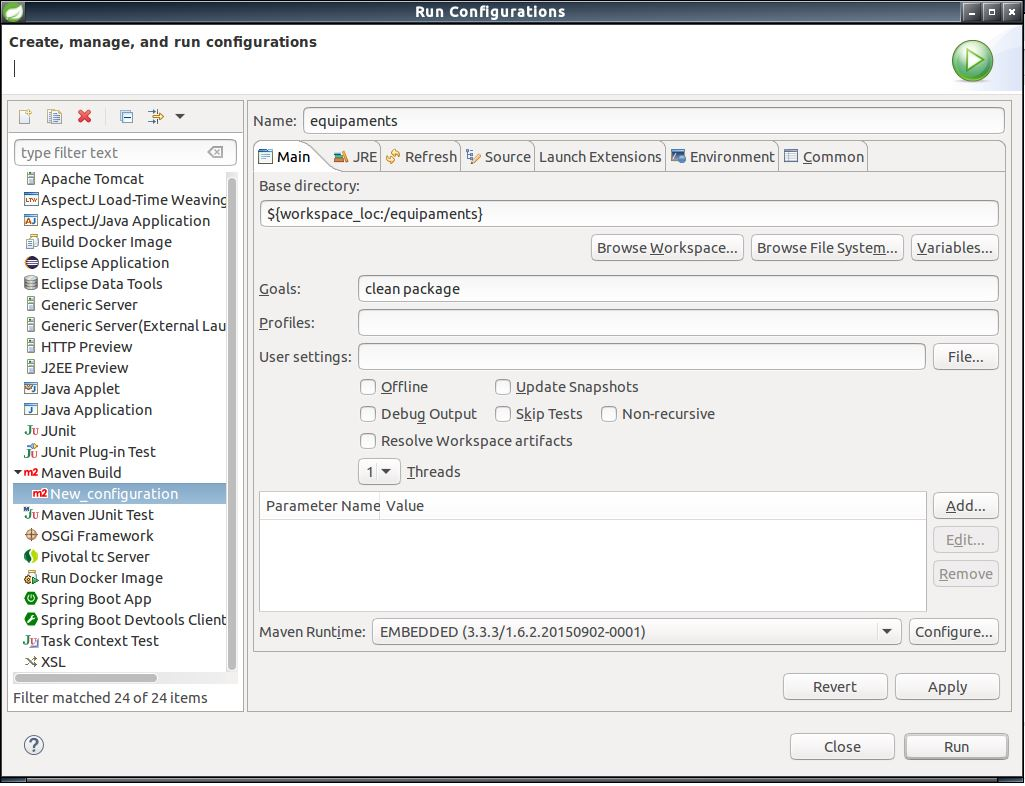 Run Configurations
Create, manage, and run configurations
type filter text
Apache Tomcat
AspectJ Load-Time Weaving
AspectJ/Java Application
Build Docker Image
Eclipse Application
Eclipse Data Tools
Generic Server
Generic Server(External Lau
HTTP Preview
J2EE Preview
Java Applet
Java Application
Ju JUnit
JUnit Plug-in Test
m2 Maven Build
m2 New_configuration
Ju Maven JUnit Test
OSGi Framework
Pivotal tc Server
Run Docker Image
Spring Boot App
Spring Boot Devtools Client
Ju Task Context Test
XSL
Filter matched 24 of 24 items
Name: equipaments
Main JRE Refresh Source Launch Extensions Environment Common
Base directory:
${workspace_loc:/equipaments}
Browse Workspace... Browse File System... Variables...
Goals: clean package
Profiles:
User settings: File...
Offline Update Snapshots
Debug Output Skip Tests Non-recursive
Resolve Workspace artifacts
1 Threads
Parameter Name Value
Add...
Edit...
Remove
Maven Runtime: EMBEDDED (3.3.3/1.6.2.20150902-0001) Configure...
Revert Apply
? Close Run